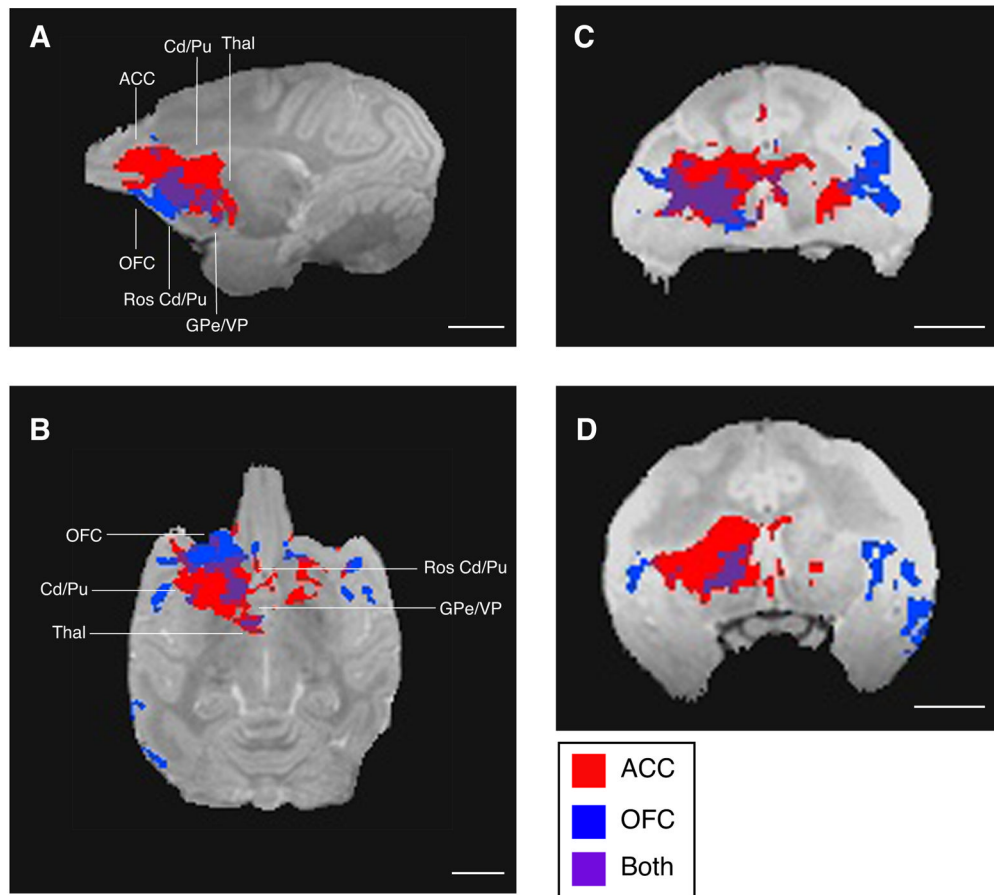 A
Cd/Pu
Thal
ACC
OFC
Ros Cd/Pu
GPe/VP
C
B
OFC
Cd/Pu
Thal
Ros Cd/Pu
GPe/VP
D
ACC
OFC
Both